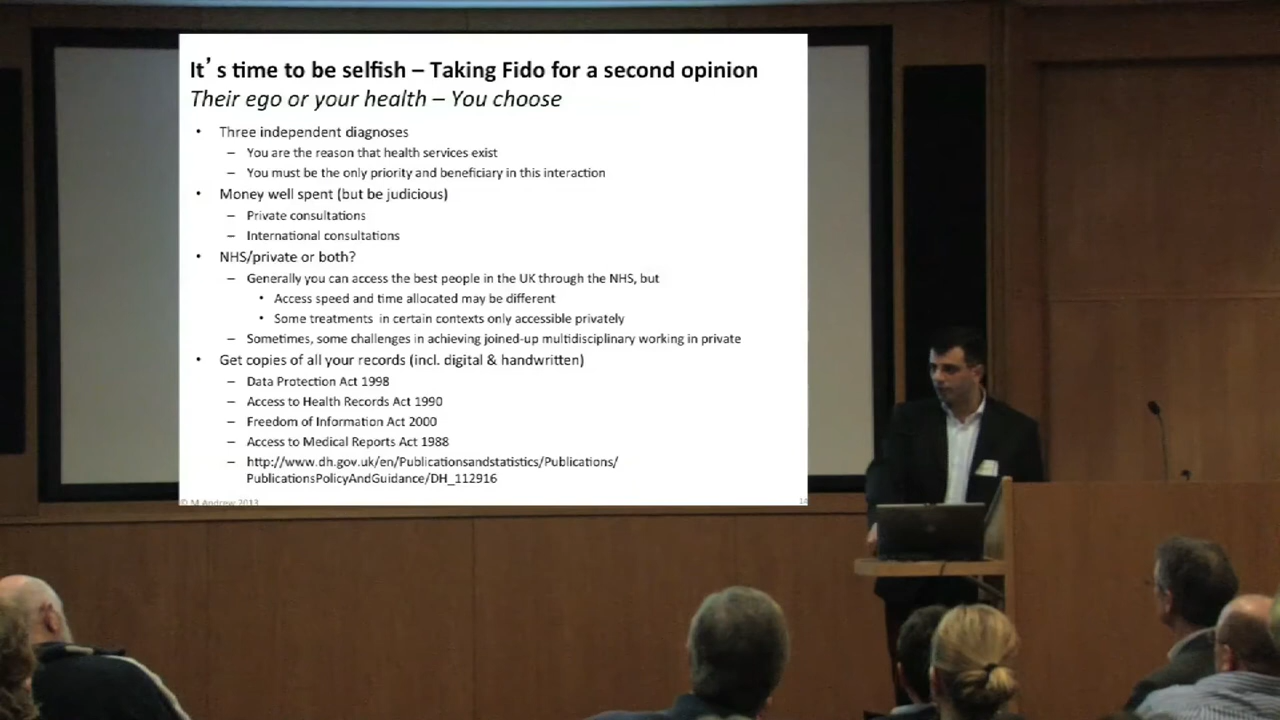 It's time to be selfish – Taking Fido for a second opinion
Their ego or your health – You choose
• Three independent diagnoses
– You are the reason that health services exist
– You must be the only priority and beneficiary in this interaction
• Money well spent (but be judicious)
– Private consultations
– International consultations
• NHS/private or both?
– Generally you can access the best people in the UK through the NHS, but
• Access speed and time allocated may be different
• Some treatments in certain contexts only accessible privately
– Sometimes, some challenges in achieving joined-up multidisciplinary working in private
• Get copies of all your records (incl. digital & handwritten)
– Data Protection Act 1998
– Access to Health Records Act 1990
– Freedom of Information Act 2000
– Access to Medical Reports Act 1988
– http://www.dh.gov.uk/en/Publicationsandstatistics/Publications/
PublicationsPolicyAndGuidance/DH_112916
© M Andrew 2013
14